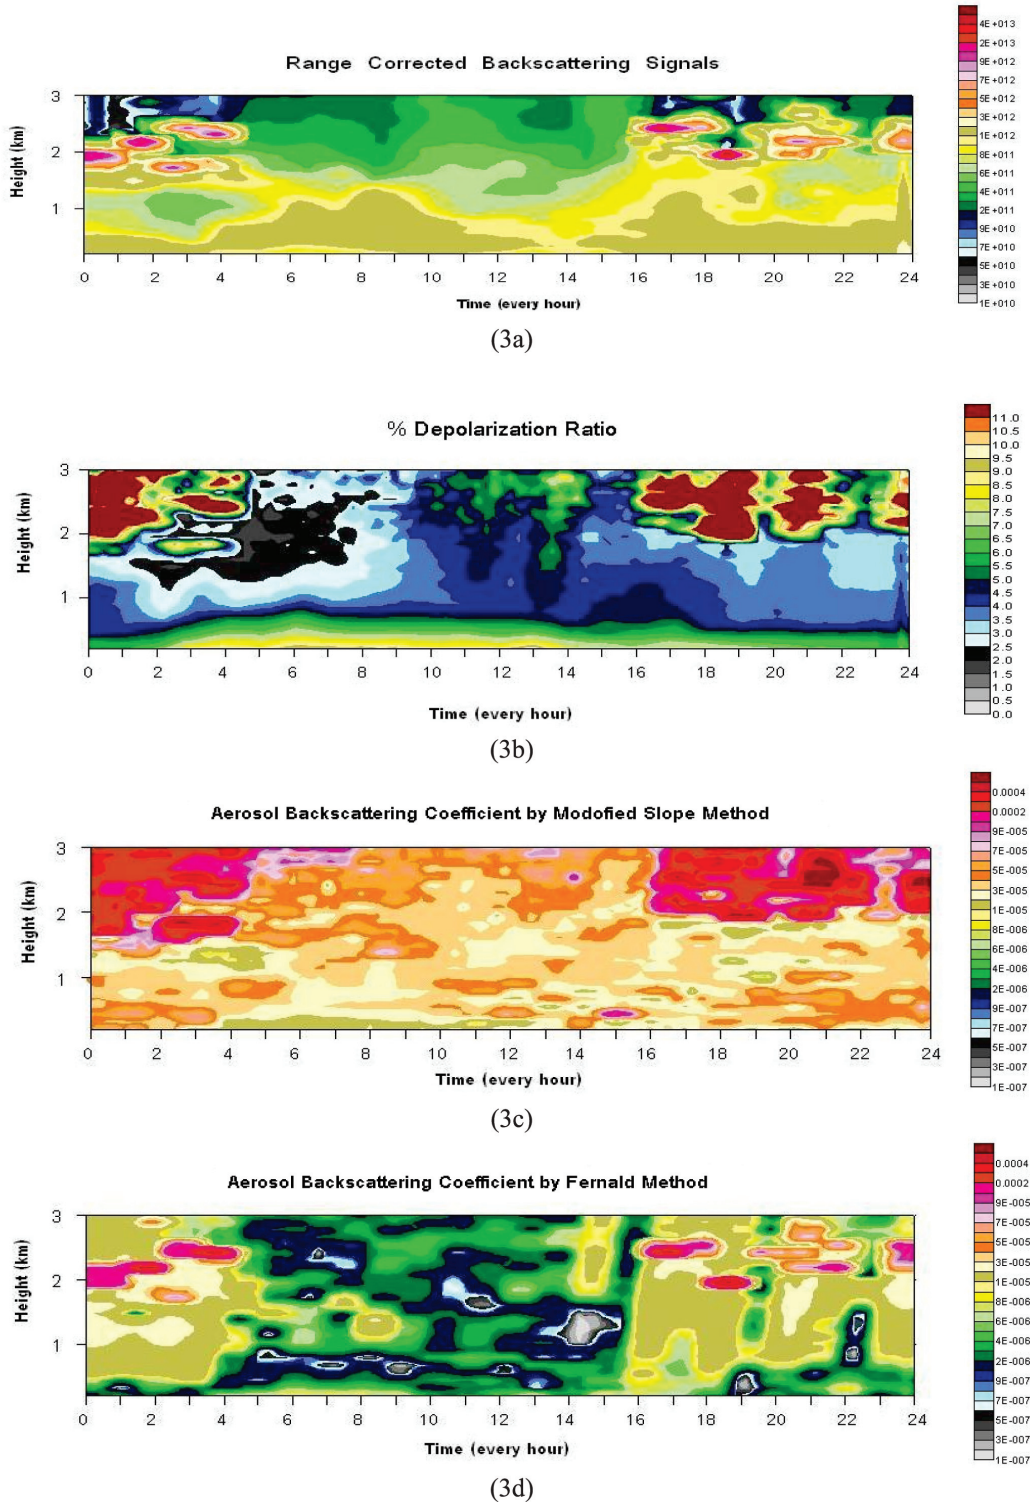 Range Corrected Backscattering Signals
4E+013
2E+013
9E+012
7E+012
5E+012
3E+012
1E+012
8E+011
6E+011
4E+011
2E+011
9E+010
7E+010
5E+010
3E+010
1E+010
Height (km)
3
2
1
0 2 4 6 8 10 12 14 16 18 20 22 24
Time (every hour)
(3a)
% Depolarization Ratio
11.0
10.5
10.0
9.5
9.0
8.5
8.0
7.5
7.0
6.5
6.0
5.5
5.0
4.5
4.0
3.5
3.0
2.5
2.0
1.5
1.0
0.5
0.0
Height (km)
3
2
1
0 2 4 6 8 10 12 14 16 18 20 22 24
Time (every hour)
(3b)
Aerosol Backscattering Coefficient by Modofied Slope Method
0.0004
0.0002
9E-005
7E-005
5E-005
3E-005
1E-005
8E-006
6E-006
4E-006
2E-006
9E-007
7E-007
5E-007
3E-007
1E-007
Height (km)
3
2
1
0 2 4 6 8 10 12 14 16 18 20 22 24
Time (every hour)
(3c)
Aerosol Backscattering Coefficient by Fernald Method
0.0004
0.0002
9E-005
7E-005
5E-005
3E-005
1E-005
8E-006
6E-006
4E-006
2E-006
9E-007
7E-007
5E-007
3E-007
1E-007
Height (km)
3
2
1
0 2 4 6 8 10 12 14 16 18 20 22 24
Time (every hour)
(3d)